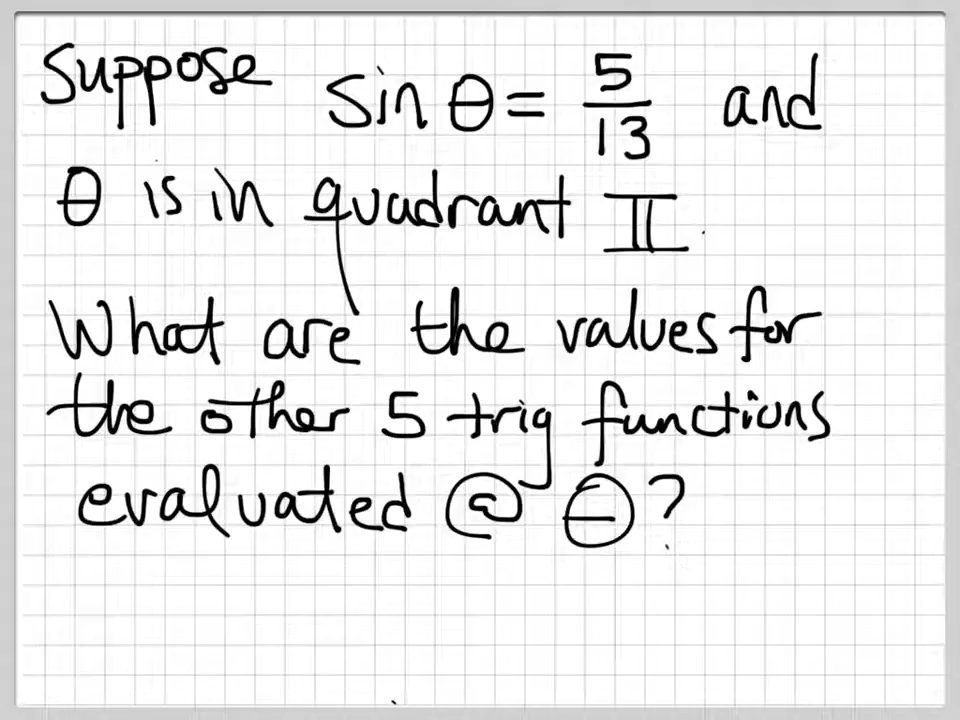 Suppose sin θ = 5/13 and
θ is in quadrant II.
What are the values for
the other 5 trig functions
evaluated @ θ?